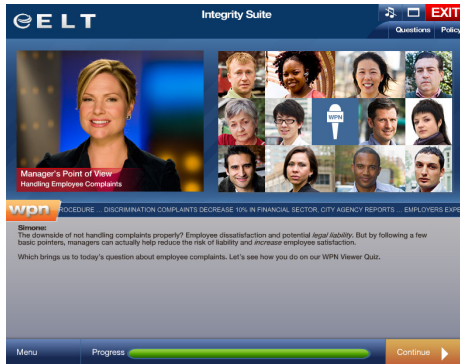 ELT
Integrity Suite
EXIT
Questions Policy
WPN
Manager's Point of View
Handling Employee Complaints
wpn ROCEDURE ... DISCRIMINATION COMPLAINTS DECREASE 10% IN FINANCIAL SECTOR, CITY AGENCY REPORTS ... EMPLOYERS EXPE
Simone:
The downside of not handling complaints properly? Employee dissatisfaction and potential legal liability. But by following a few
basic pointers, managers can actually help reduce the risk of liability and increase employee satisfaction.
Which brings us to today's question about employee complaints. Let's see how you do on our WPN Viewer Quiz.
Menu Progress Continue